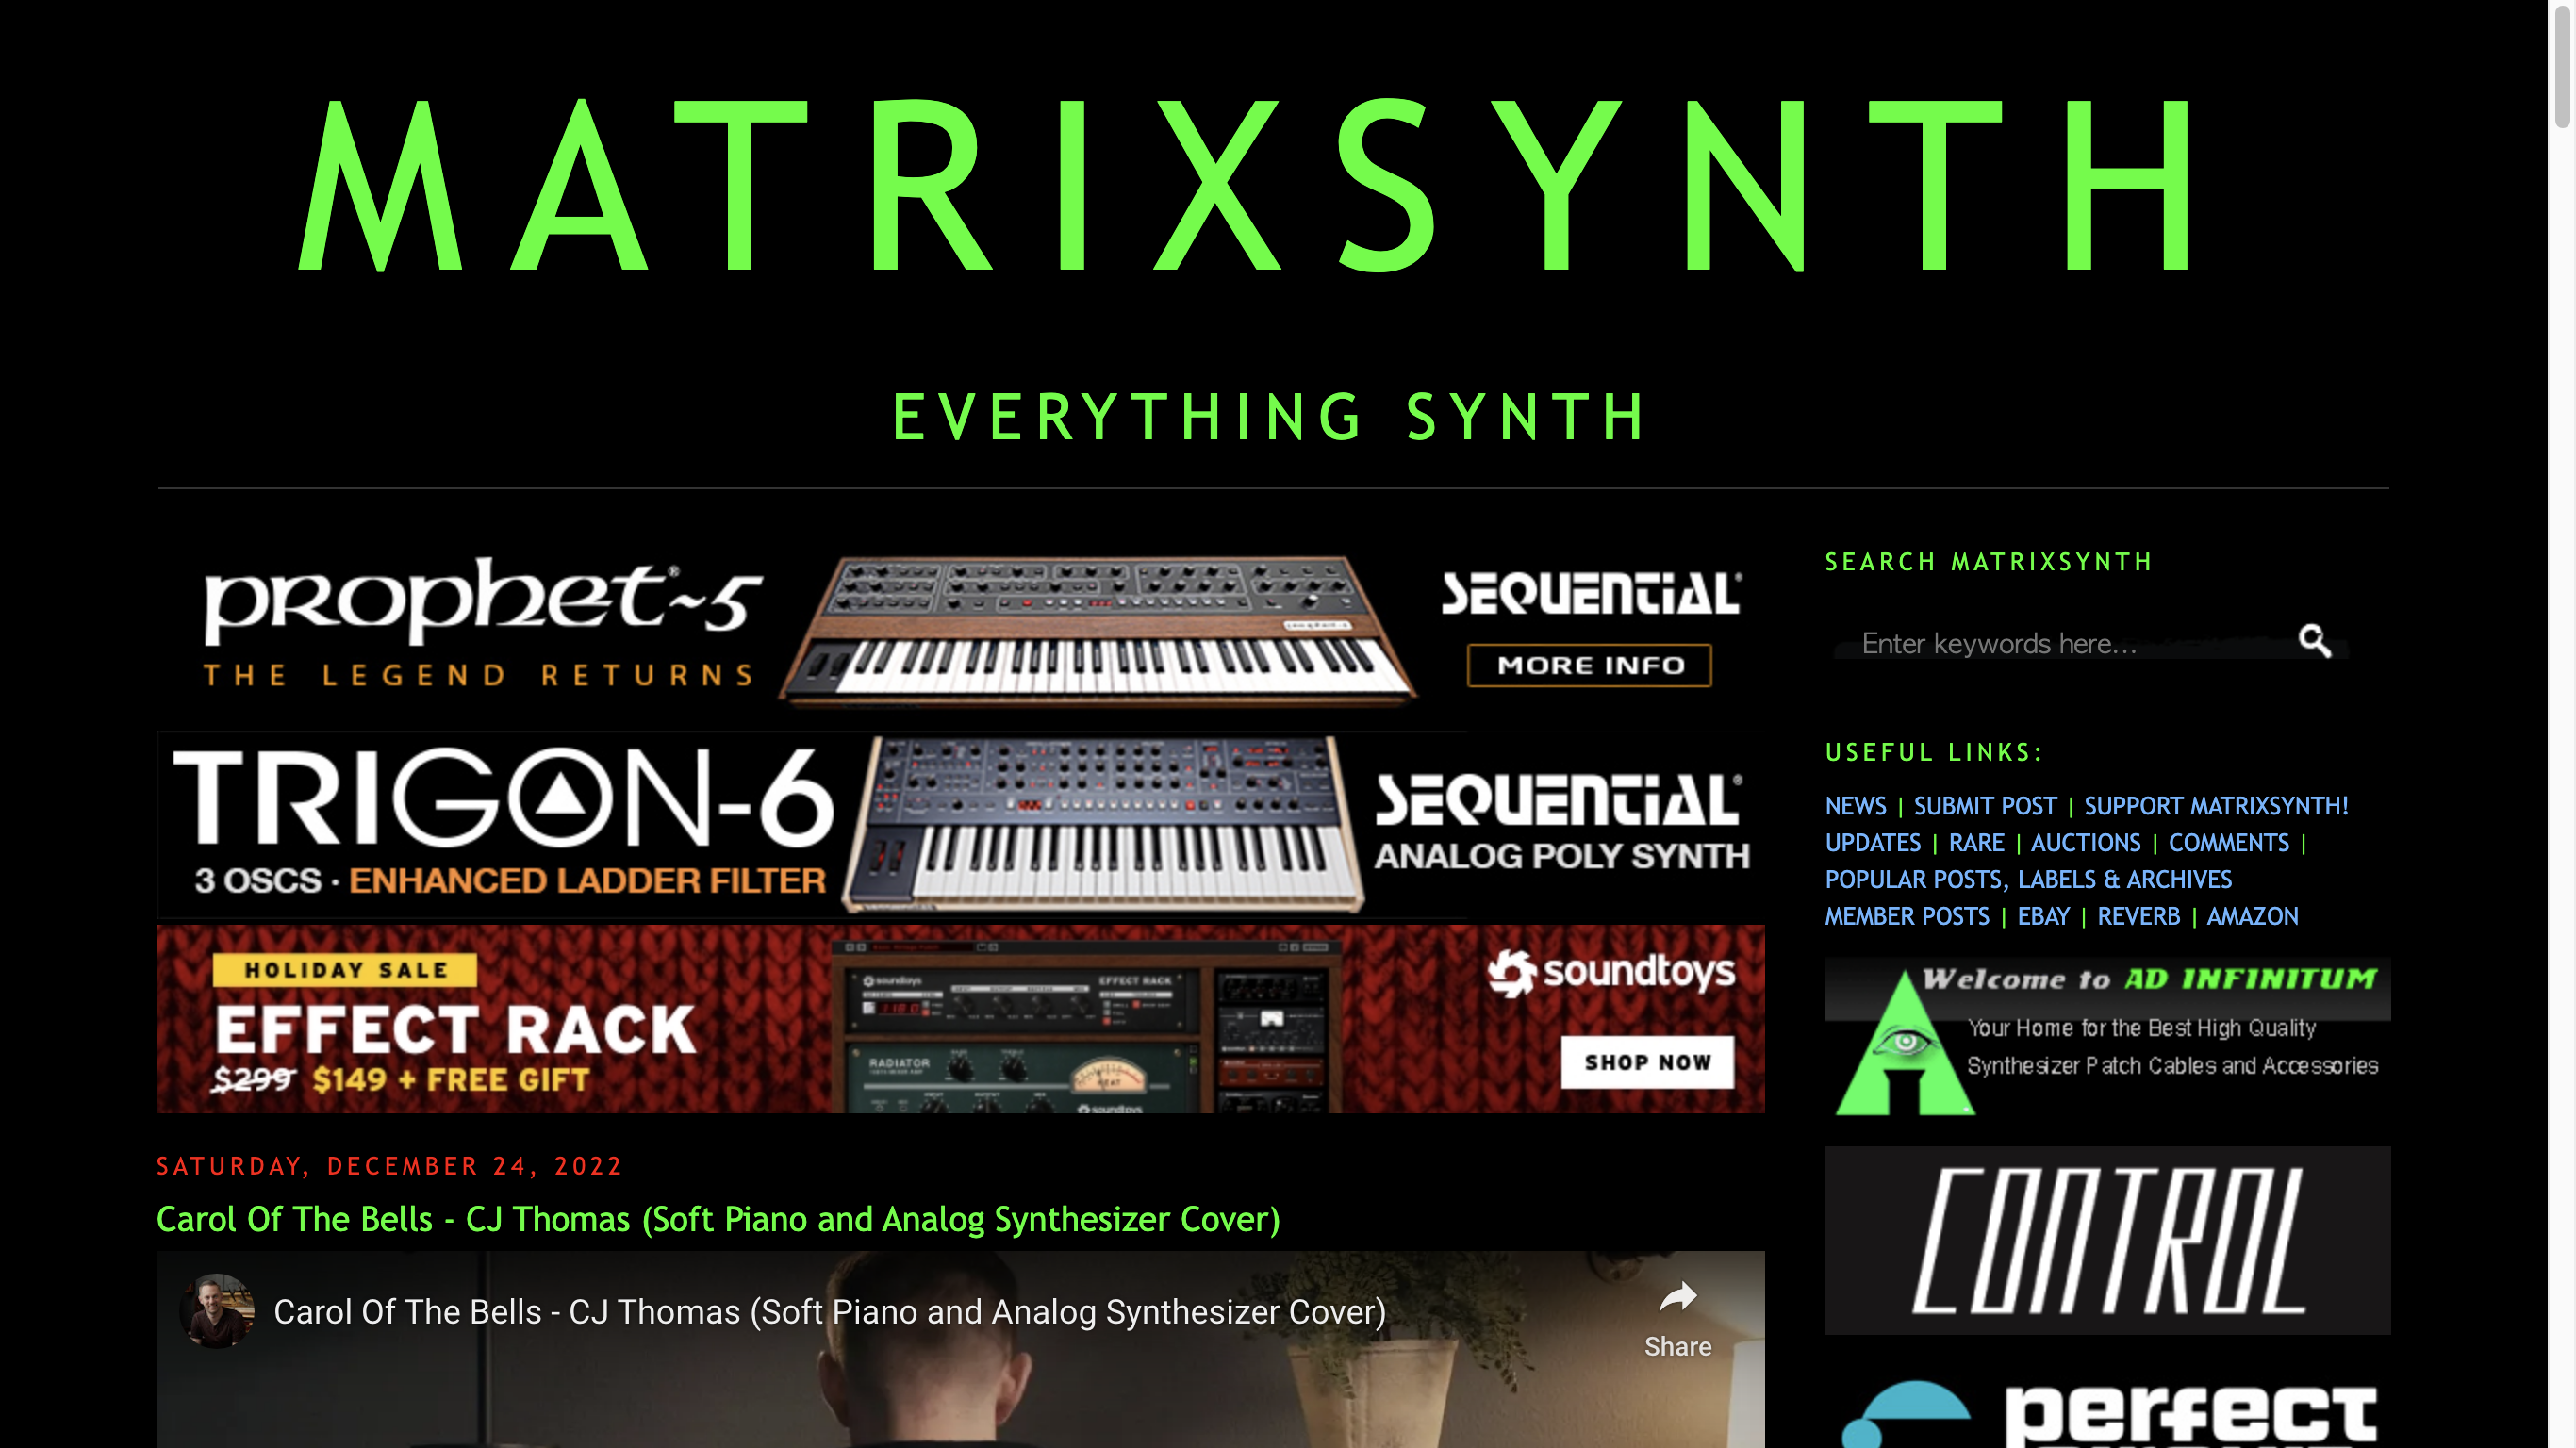 MATRIXSYNTH
EVERYTHING SYNTH
prophet~5
THE LEGEND RETURNS
SEQUENTIAL
MORE INFO
TRIGON-6
3 OSCS · ENHANCED LADDER FILTER
SEQUENTIAL
ANALOG POLY SYNTH
HOLIDAY SALE
EFFECT RACK
$299 $149 + FREE GIFT
soundtoys
EFFECT RACK
RADIATOR
soundtoys
soundtoys
SHOP NOW
SATURDAY, DECEMBER 24, 2022
Carol Of The Bells - CJ Thomas (Soft Piano and Analog Synthesizer Cover)
Carol Of The Bells - CJ Thomas (Soft Piano and Analog Synthesizer Cover)
Share
SEARCH MATRIXSYNTH
Enter keywords here...
USEFUL LINKS:
NEWS | SUBMIT POST | SUPPORT MATRIXSYNTH!
UPDATES | RARE | AUCTIONS | COMMENTS |
POPULAR POSTS, LABELS & ARCHIVES
MEMBER POSTS | EBAY | REVERB | AMAZON
Welcome to AD INFINITUM
Your Home for the Best High Quality
Synthesizer Patch Cables and Accessories
CONTROL
perfect